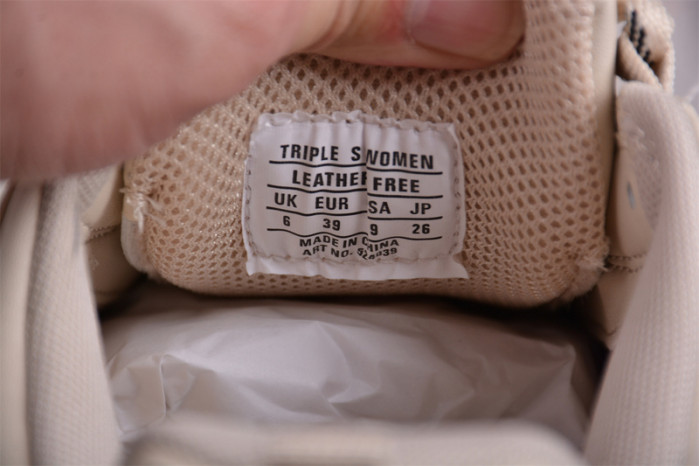 TRIPLE S WOMEN
LEATHER FREE
UK EUR SA JP
6 39 9 26
MADE IN CHINA
ART NO.